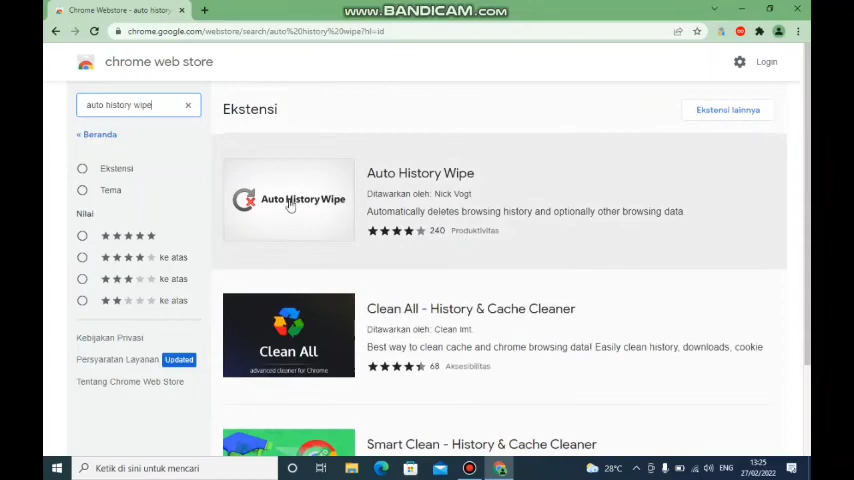 www.BANDICAM.com
Chrome Webstore - auto history
chrome.google.com/webstore/search/auto%20history%20wipe?hl=id
chrome web store
Login
auto history wipe
« Beranda
Ekstensi
Tema
Nilai
ke atas
ke atas
ke atas
Kebijakan Privasi
Persyaratan Layanan Updated
Tentang Chrome Web Store
Ekstensi
Ekstensi lainnya
Auto History Wipe
Auto History Wipe
Ditawarkan oleh: Nick Vogt
Automatically deletes browsing history and optionally other browsing data.
240 Produktivitas
Clean All
advanced cleaner for Chrome
Clean All - History & Cache Cleaner
Ditawarkan oleh: Clean Imt.
Best way to clean cache and chrome browsing data! Easily clean history, downloads, cookie
68 Aksesibilitas
Smart Clean - History & Cache Cleaner
Ketik di sini untuk mencari
28°C
ENG
13:25
27/02/2022